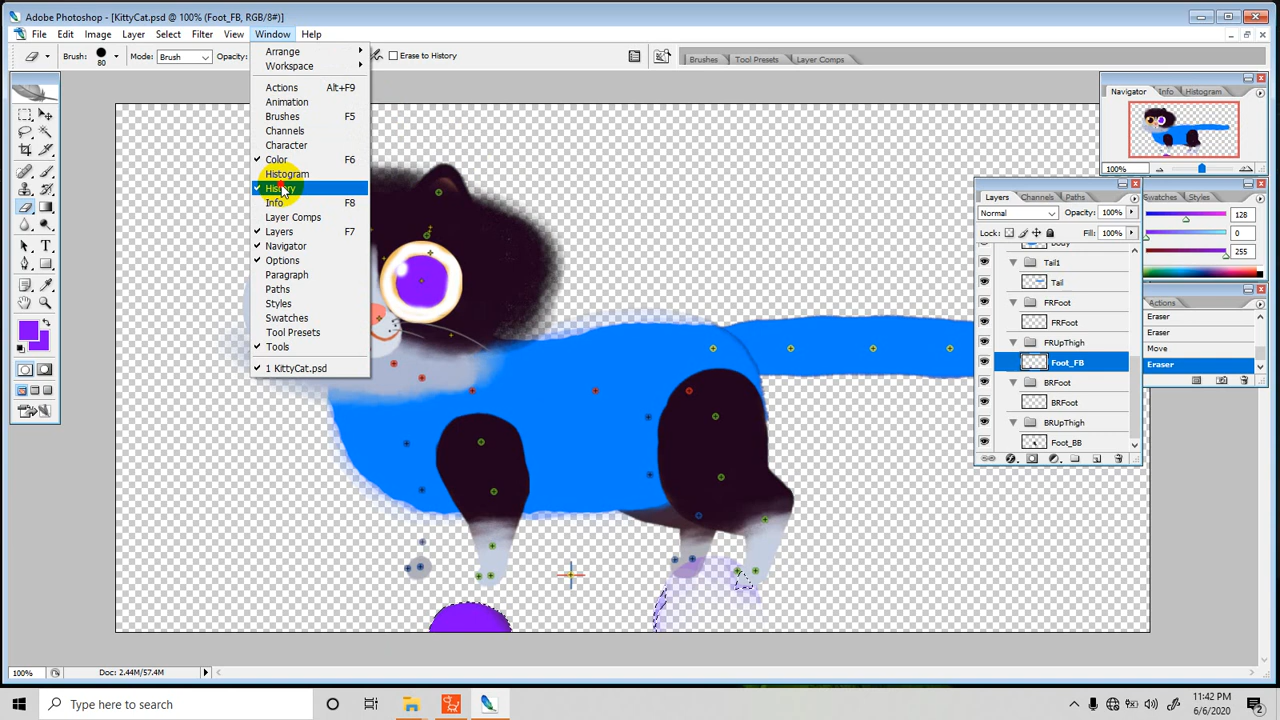 Adobe Photoshop - [KittyCat.psd @ 100% (Foot_FB, RGB/8#)]
File Edit Image Layer Select Filter View Window Help
Brush: 80 Mode: Brush Opacity: Erase to History Brushes Tool Presets Layer Comps
Arrange
Workspace
Actions Alt+F9
Animation
Brushes F5
Channels
Character
Color F6
Histogram
History
Info F8
Layer Comps
Layers F7
Navigator
Options
Paragraph
Paths
Styles
Swatches
Tool Presets
Tools
1 KittyCat.psd
Navigator Info Histogram
100%
Layers Channels Paths
Normal Opacity: 100%
Lock: Fill: 100%
Body
Tail1
Tail
FRFoot
FRFoot
FRUpThigh
Foot_FB
BRFoot
BRFoot
BRUpThigh
Foot_BB
Swatches Styles
128
0
255
Actions
Eraser
Eraser
Move
Eraser
100% Doc: 2.44M/57.4M
Type here to search
11:42 PM
6/6/2020
2